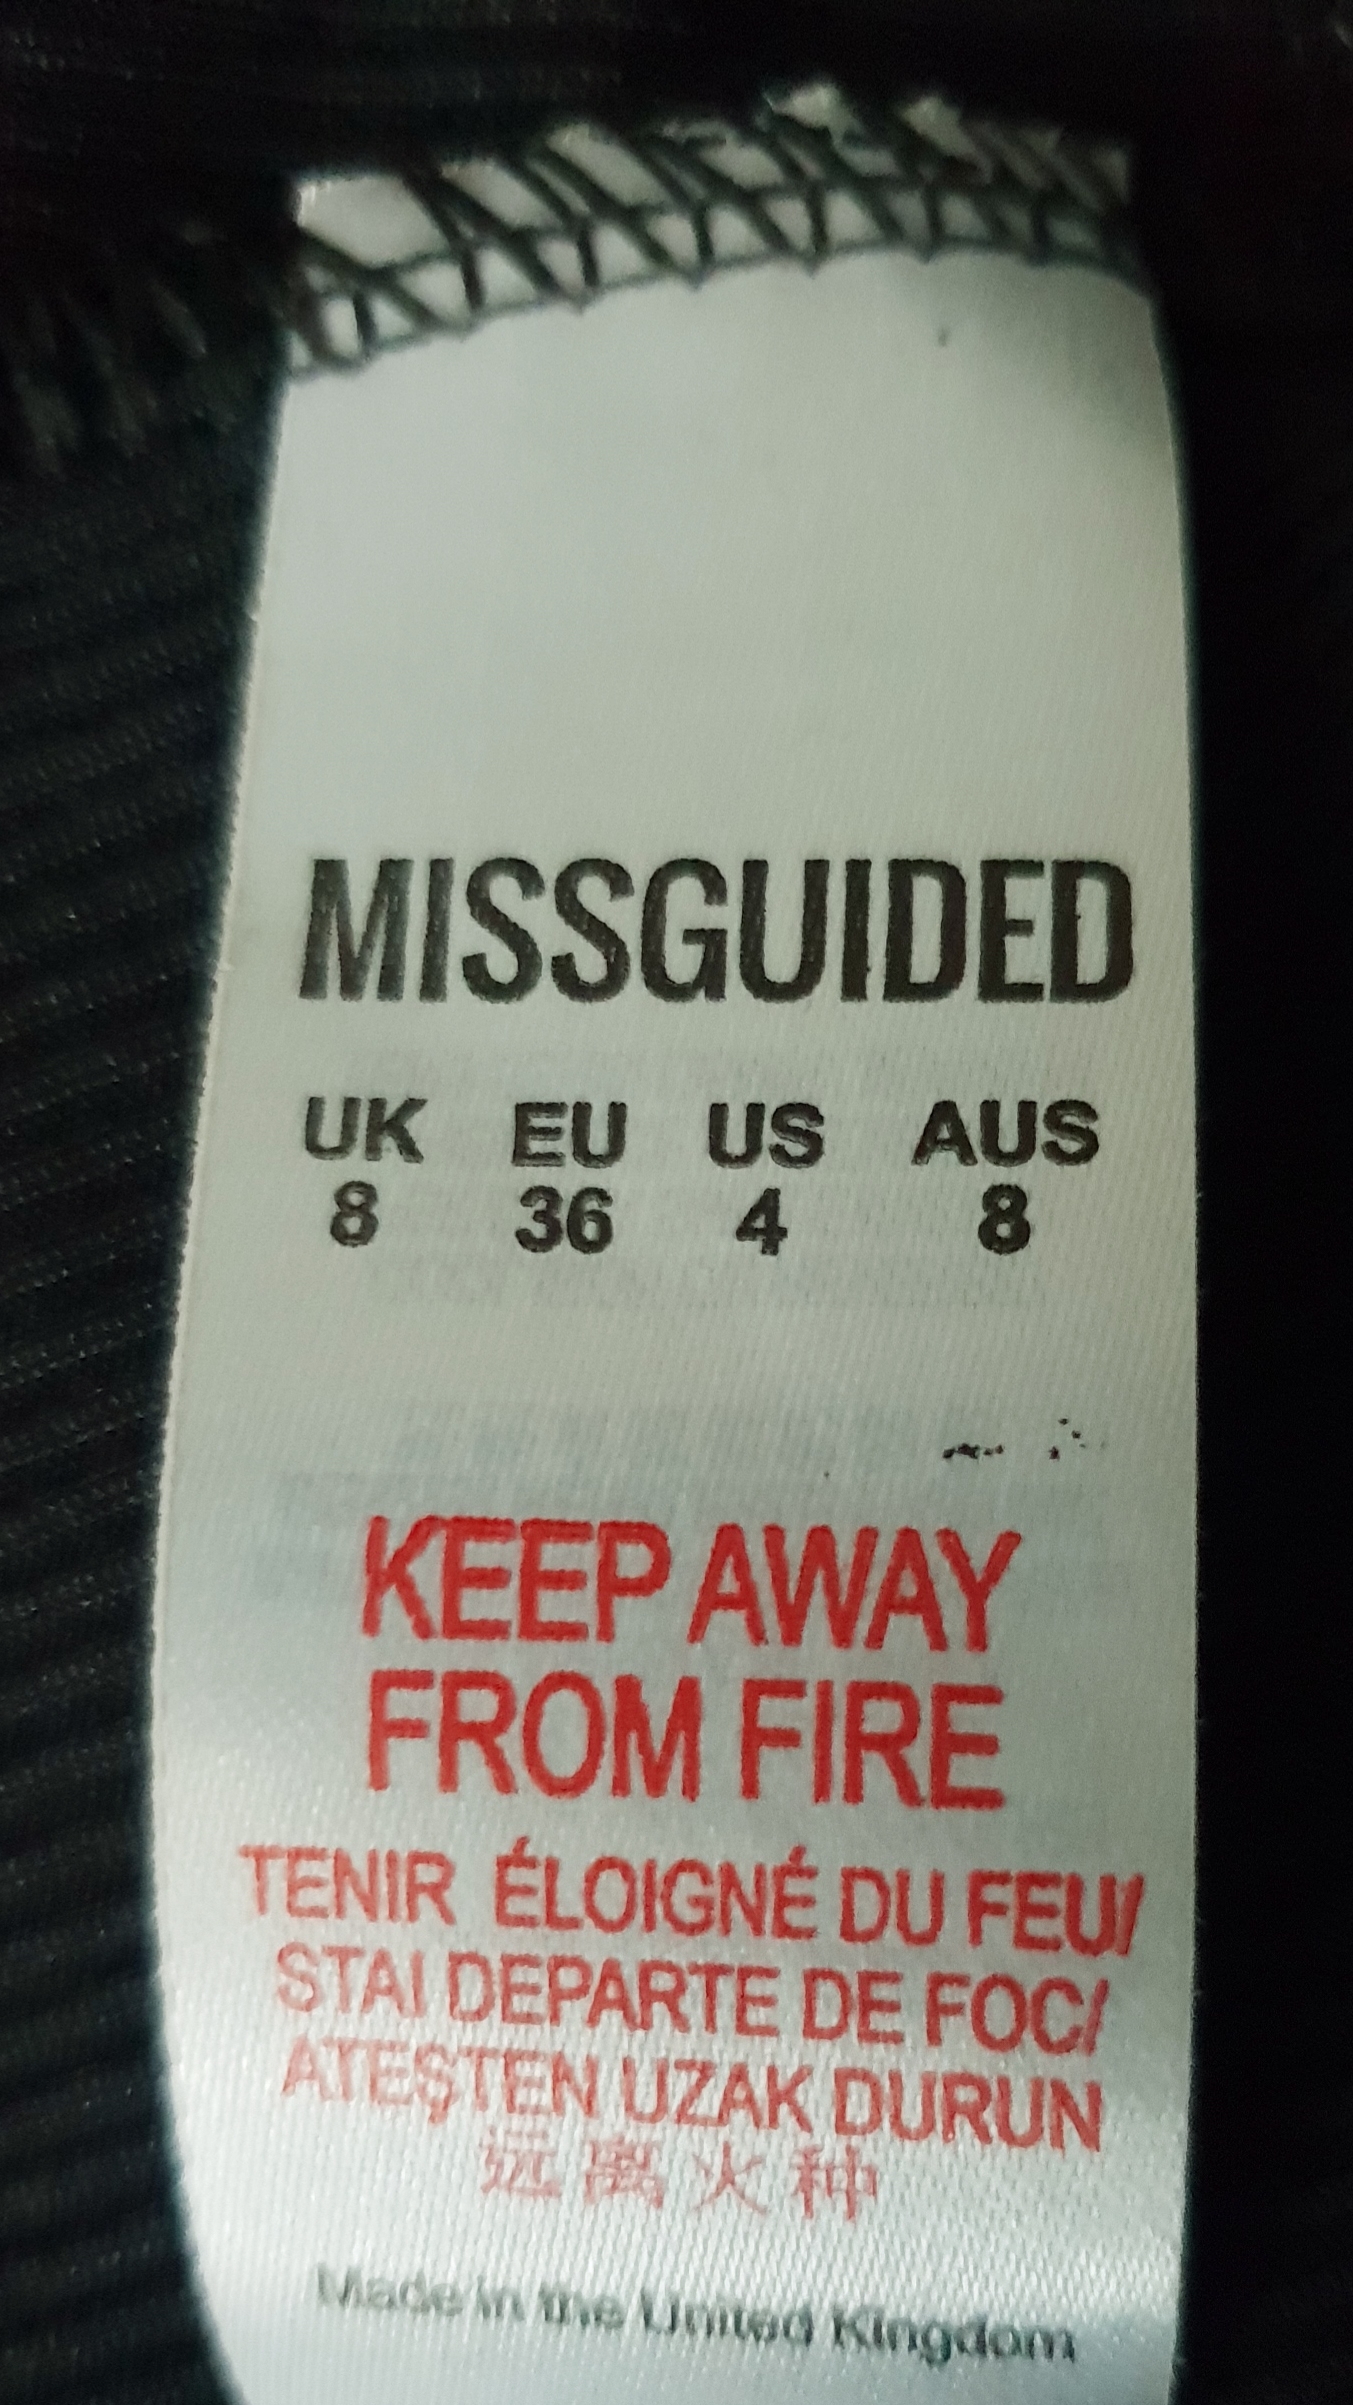 MISSGUIDED
UK EU US AUS
8 36 4 8
KEEP AWAY
FROM FIRE
TENIR ÉLOIGNÉ DU FEU/
STAI DEPARTE DE FOC/
ATEŞTEN UZAK DURUN
远离火种
Made in the United Kingdom